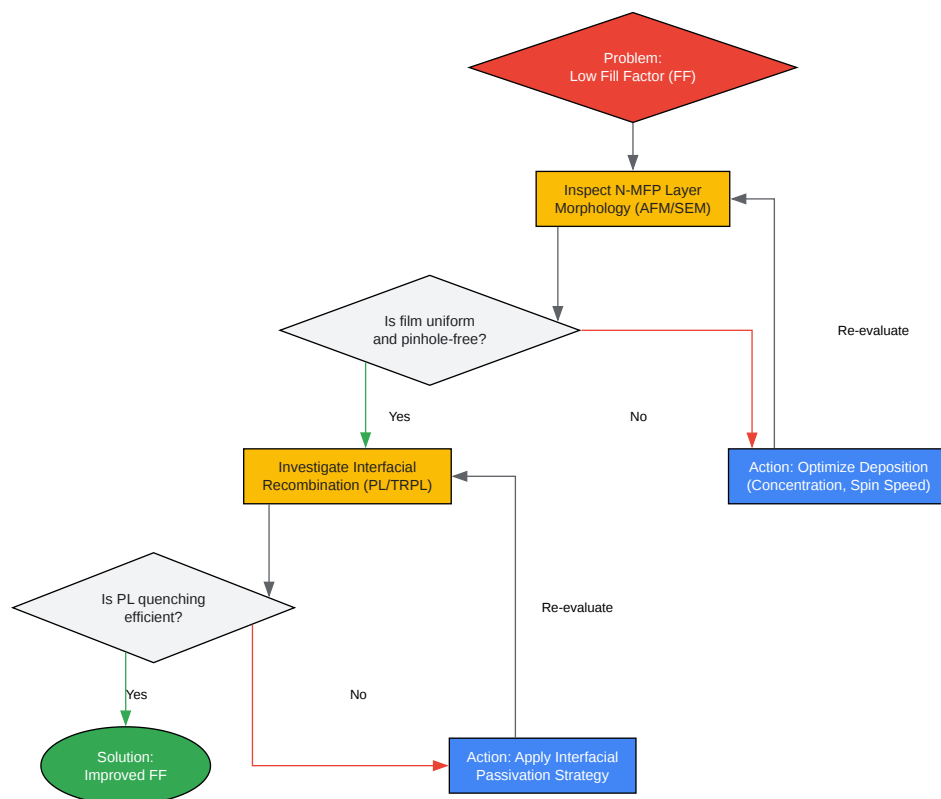 Problem:
Low Fill Factor (FF)
Inspect N-MFP Layer
Morphology (AFM/SEM)
Is film uniform
and pinhole-free?
Re-evaluate
Yes
No
Investigate Interfacial
Recombination (PL/TRPL)
Action: Optimize Deposition
(Concentration, Spin Speed)
Is PL quenching
efficient?
Re-evaluate
Yes
No
Solution:
Improved FF
Action: Apply Interfacial
Passivation Strategy